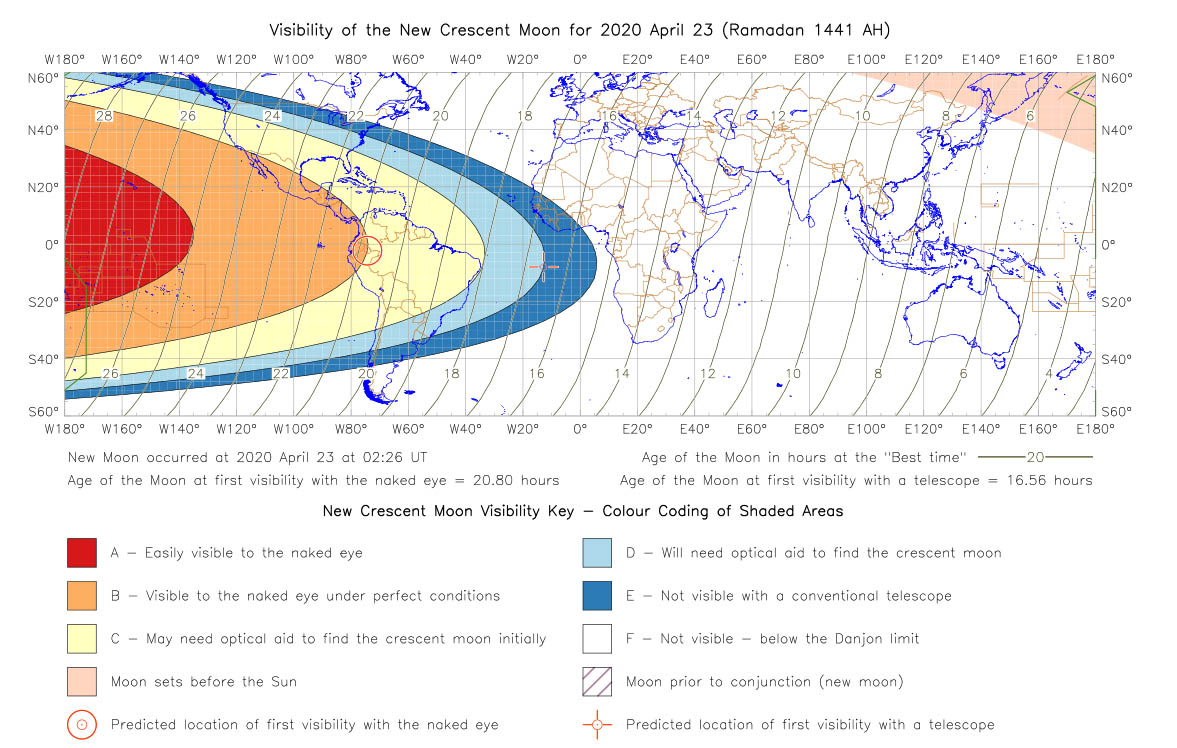 Visibility of the New Crescent Moon for 2020 April 23 (Ramadan 1441 AH)
W180° W160° W140° W120° W100° W80° W60° W40° W20° 0° E20° E40° E60° E80° E100° E120° E140° E160° E180°
N60° N60°
28 26 24 22 20 18 16 14 12 10 8 6
N40° N40°
N20° N20°
0° 0°
S20° S20°
S40° S40°
26 24 22 20 18 16 14 12 10 8 6 4
S60° S60°
W180° W160° W140° W120° W100° W80° W60° W40° W20° 0° E20° E40° E60° E80° E100° E120° E140° E160° E180°
New Moon occurred at 2020 April 23 at 02:26 UT
Age of the Moon in hours at the "Best time" 20
Age of the Moon at first visibility with the naked eye = 20.80 hours
Age of the Moon at first visibility with a telescope = 16.56 hours
New Crescent Moon Visibility Key – Colour Coding of Shaded Areas
A – Easily visible to the naked eye
D – Will need optical aid to find the crescent moon
B – Visible to the naked eye under perfect conditions
E – Not visible with a conventional telescope
C – May need optical aid to find the crescent moon initially
F – Not visible – below the Danjon limit
Moon sets before the Sun
Moon prior to conjunction (new moon)
Predicted location of first visibility with the naked eye
Predicted location of first visibility with a telescope